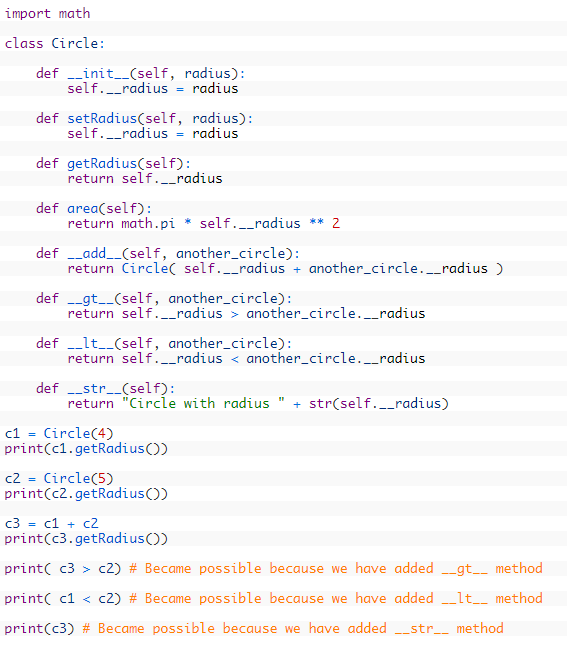 import math
class Circle:
    def __init__(self, radius):
        self.__radius = radius
    def setRadius(self, radius):
        self.__radius = radius
    def getRadius(self):
        return self.__radius
    def area(self):
        return math.pi * self.__radius ** 2
    def __add__(self, another_circle):
        return Circle( self.__radius + another_circle.__radius )
    def __gt__(self, another_circle):
        return self.__radius > another_circle.__radius
    def __lt__(self, another_circle):
        return self.__radius < another_circle.__radius
    def __str__(self):
        return "Circle with radius " + str(self.__radius)
c1 = Circle(4)
print(c1.getRadius())
c2 = Circle(5)
print(c2.getRadius())
c3 = c1 + c2
print(c3.getRadius())
print( c3 > c2) # Became possible because we have added __gt__ method
print( c1 < c2) # Became possible because we have added __lt__ method
print(c3) # Became possible because we have added __str__ method